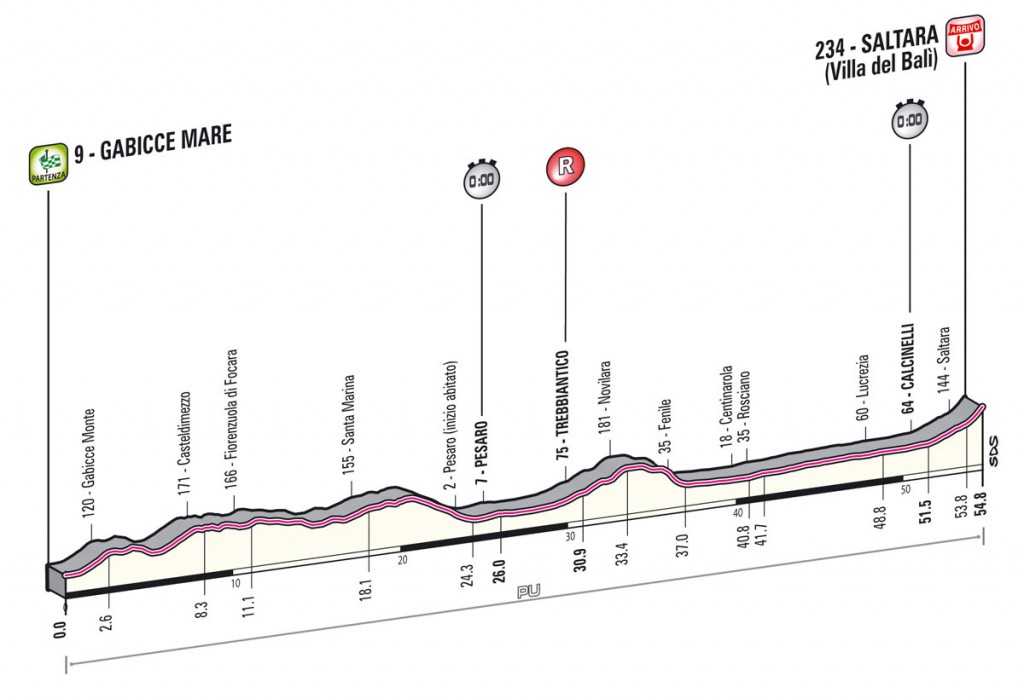 234 - SALTARA
(Villa del Balì)
ARRIVO
9 - GABICCE MARE
PARTENZA
0:00
R
0:00
120 - Gabicce Monte
171 - Casteldimezzo
166 - Fiorenzuola di Focara
155 - Santa Marina
2 - Pesaro (inizio abitato)
7 - PESARO
75 - TREBBIANTICO
181 - Novilara
35 - Fenile
18 - Centinarola
35 - Rosciano
60 - Lucrezia
64 - CALCINELLI
144 - Saltara
SDS
0
10
20
30
40
50
0.0
2.6
8.3
11.1
18.1
24.3
26.0
30.9
33.4
37.0
40.8
41.7
48.8
51.5
53.8
54.8
PU